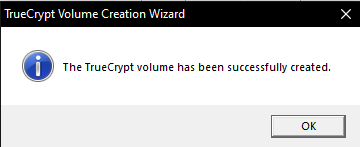 TrueCrypt Volume Creation Wizard
The TrueCrypt volume has been successfully created.
OK